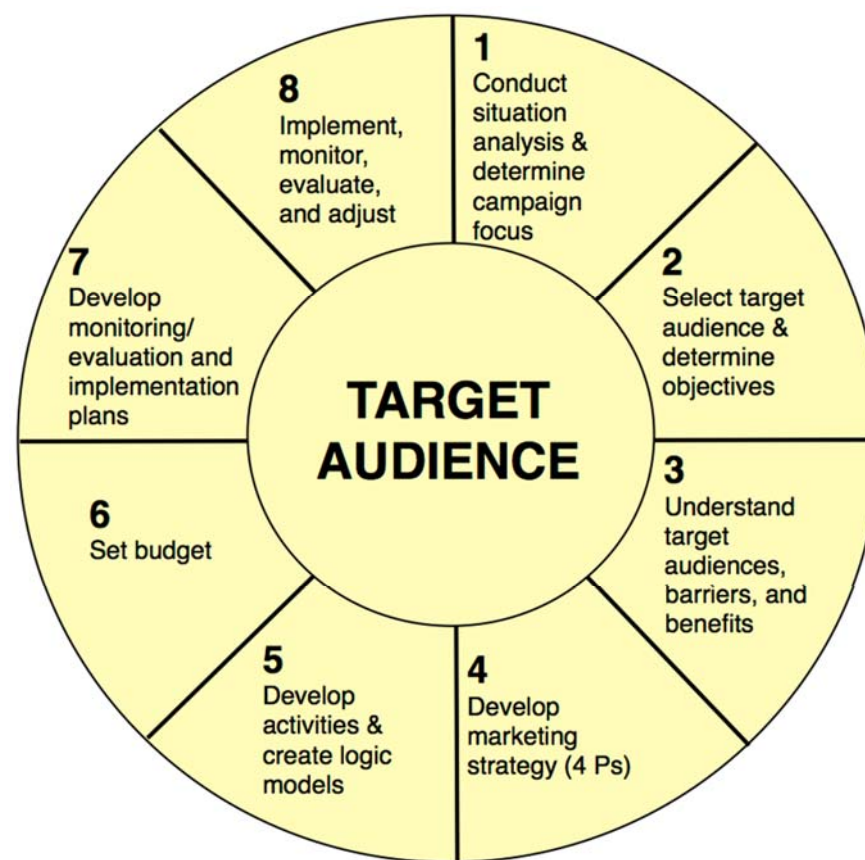 1
Conduct
situation
analysis &
determine
campaign
focus
2
Select target
audience &
determine
objectives
3
Understand
target
audiences,
barriers, and
benefits
4
Develop
marketing
strategy (4 Ps)
5
Develop
activities &
create logic
models
6
Set budget
7
Develop
monitoring/
evaluation and
implementation
plans
8
Implement,
monitor,
evaluate,
and adjust
TARGET
AUDIENCE